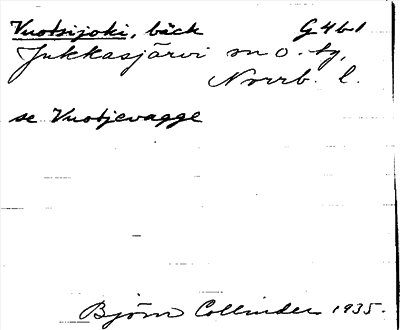 Vuotsijoki, bäck G4b1
Jukkasjärvi sn o. tg,
Norrb. l.
se Vuotjevagge
Björn Collinder 1935.